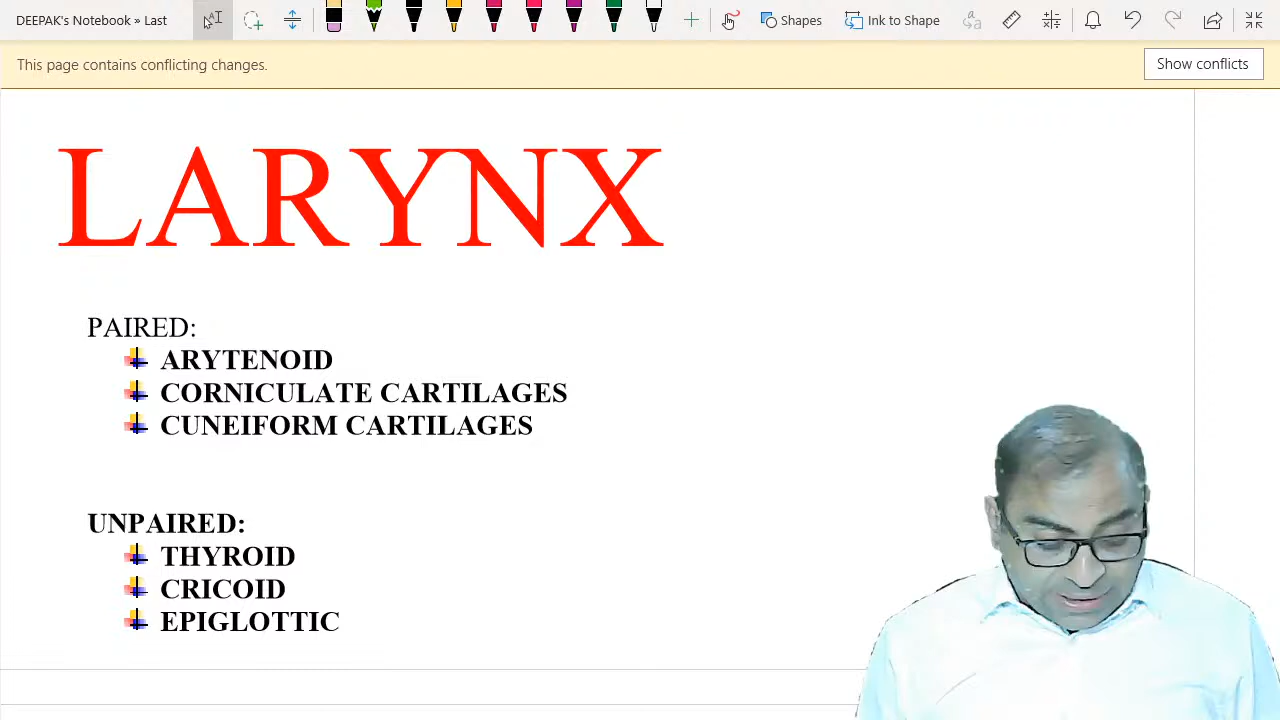 DEEPAK's Notebook » Last
Shapes
Ink to Shape
This page contains conflicting changes.
Show conflicts
LARYNX
PAIRED:
ARYTENOID
CORNICULATE CARTILAGES
CUNEIFORM CARTILAGES
UNPAIRED:
THYROID
CRICOID
EPIGLOTTIC